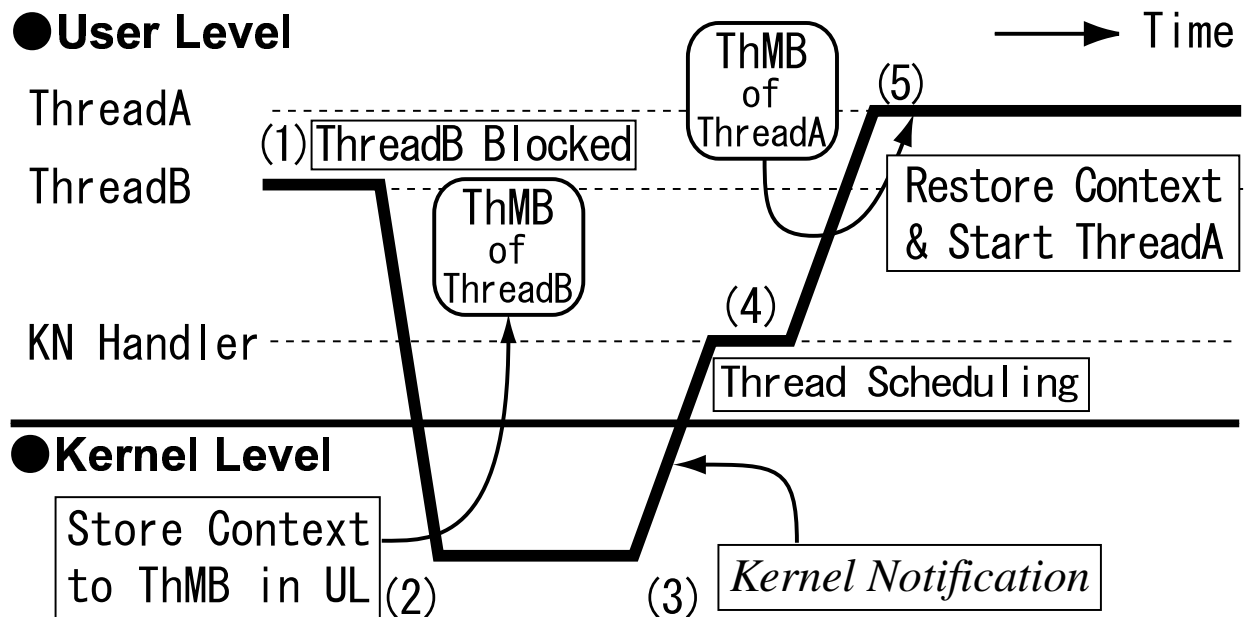 ●User Level
Time
ThreadA
(1)
ThreadB Blocked
ThreadB
ThMB
of
ThreadB
ThMB
of
ThreadA
(5)
Restore Context
& Start ThreadA
KN Handler
(4)
Thread Scheduling
●Kernel Level
Store Context
to ThMB in UL
(2)
(3)
Kernel Notification